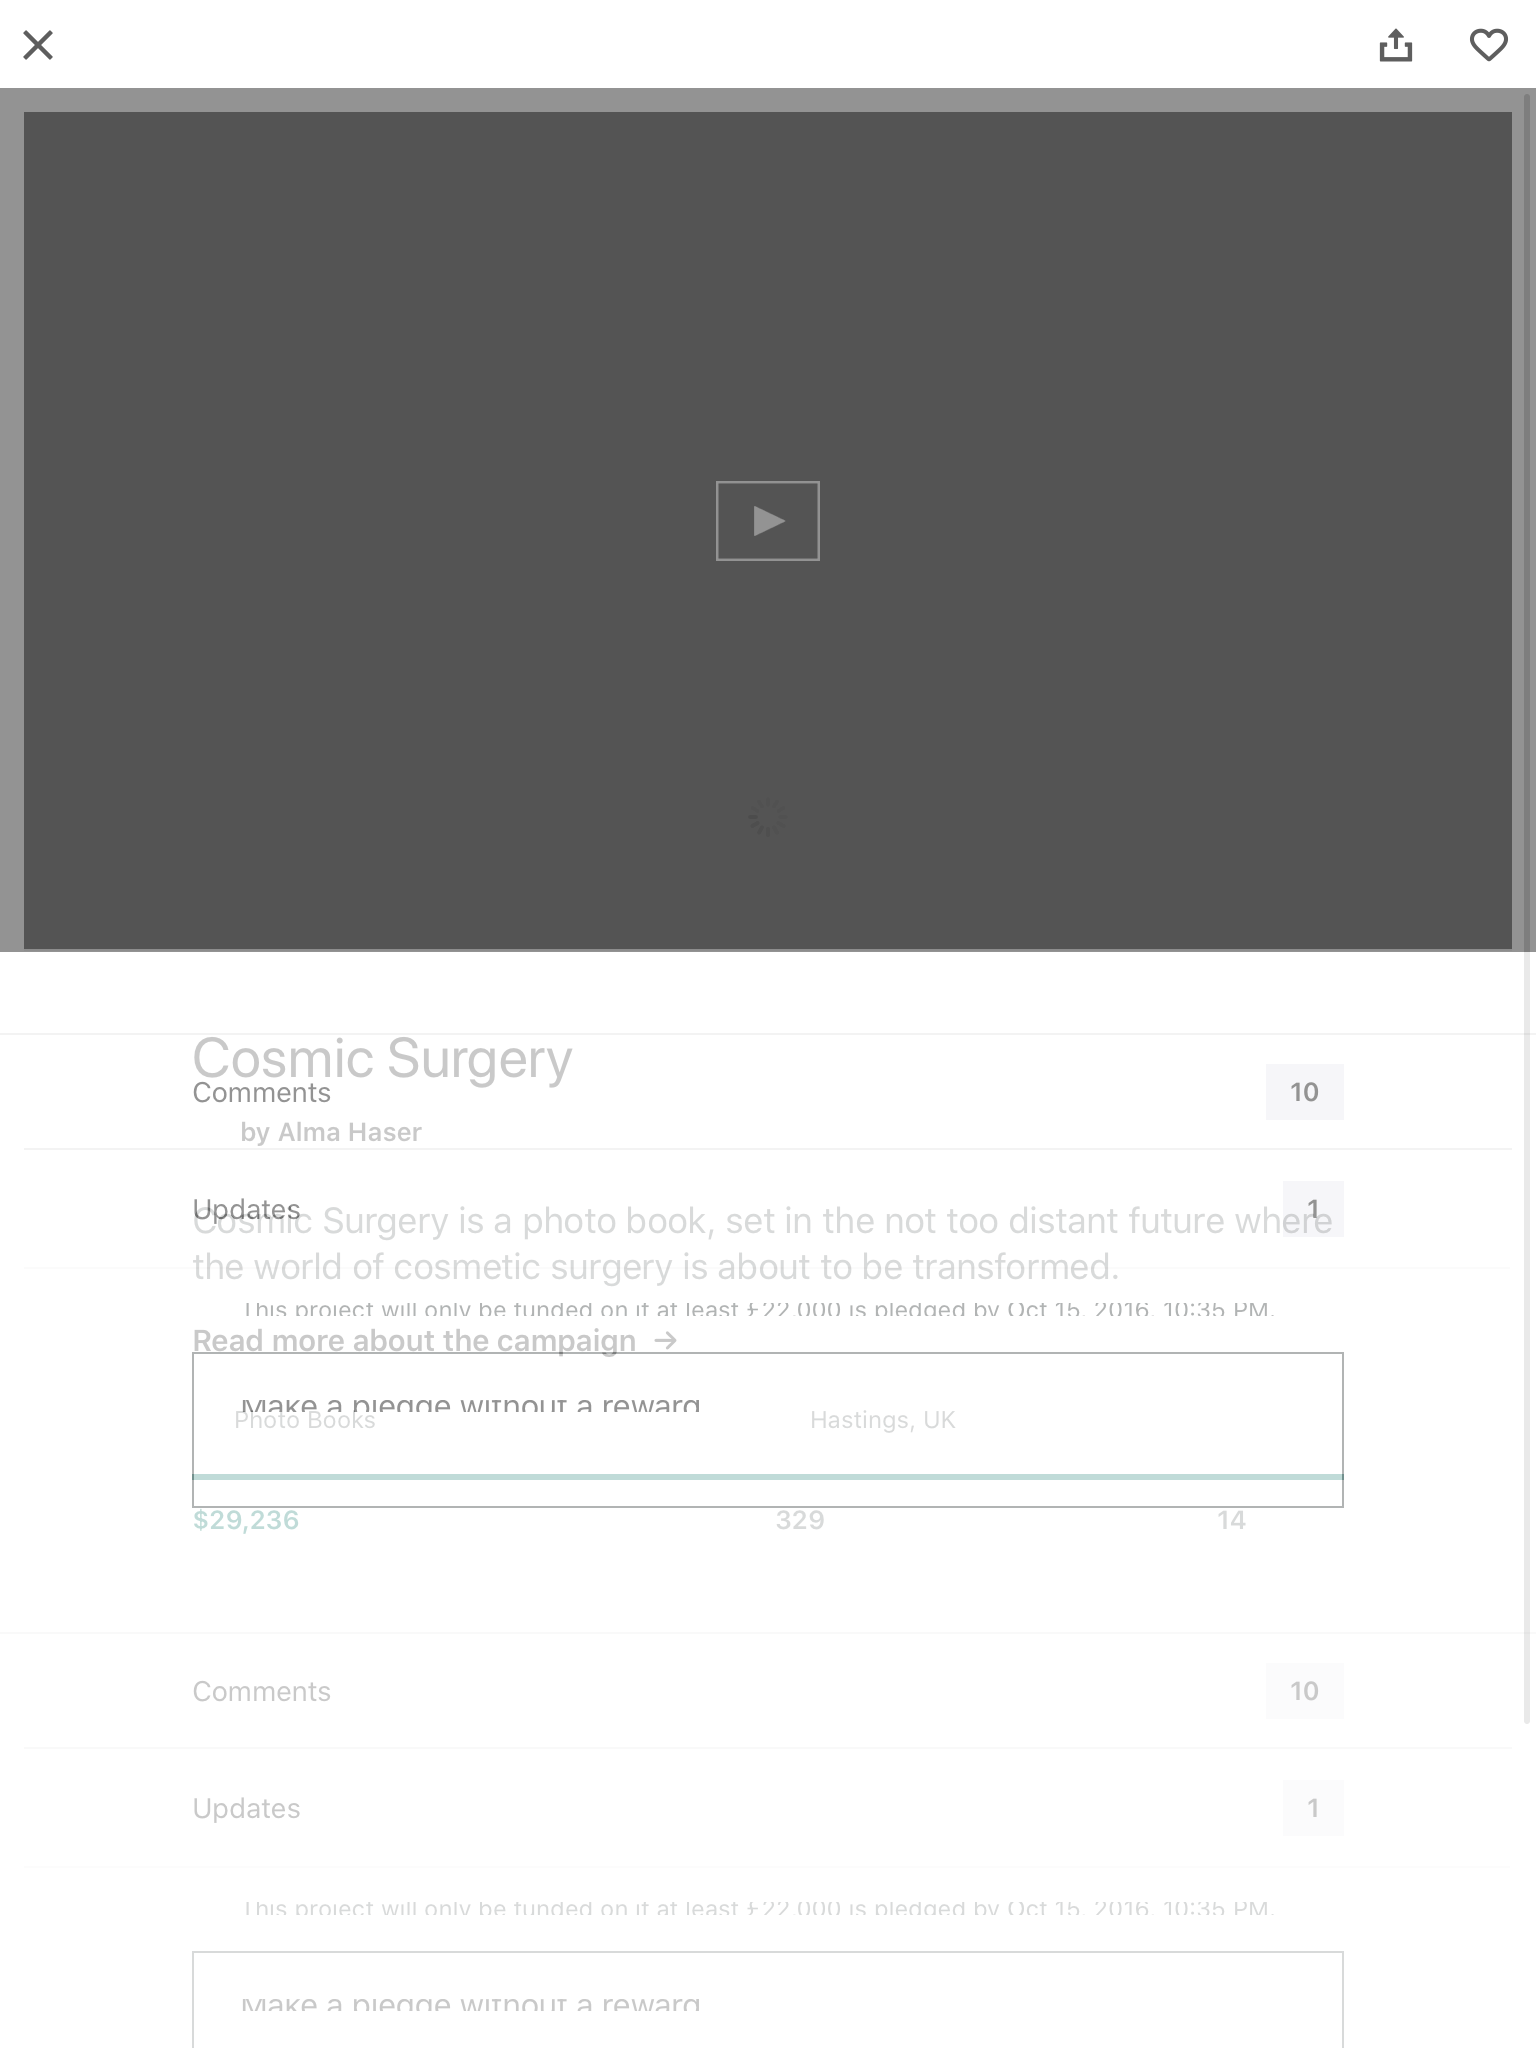 Cosmic Surgery
Comments
10
by Alma Haser
Updates
1
Cosmic Surgery is a photo book, set in the not too distant future where
the world of cosmetic surgery is about to be transformed.
This project will only be funded on if at least £22,000 is pledged by Oct 15, 2016, 10:35 PM.
Read more about the campaign →
Make a pledge without a reward
Photo Books
Hastings, UK
$29,236
329
14
Comments
10
Updates
1
This project will only be funded on if at least £22,000 is pledged by Oct 15, 2016, 10:35 PM.
Make a pledge without a reward